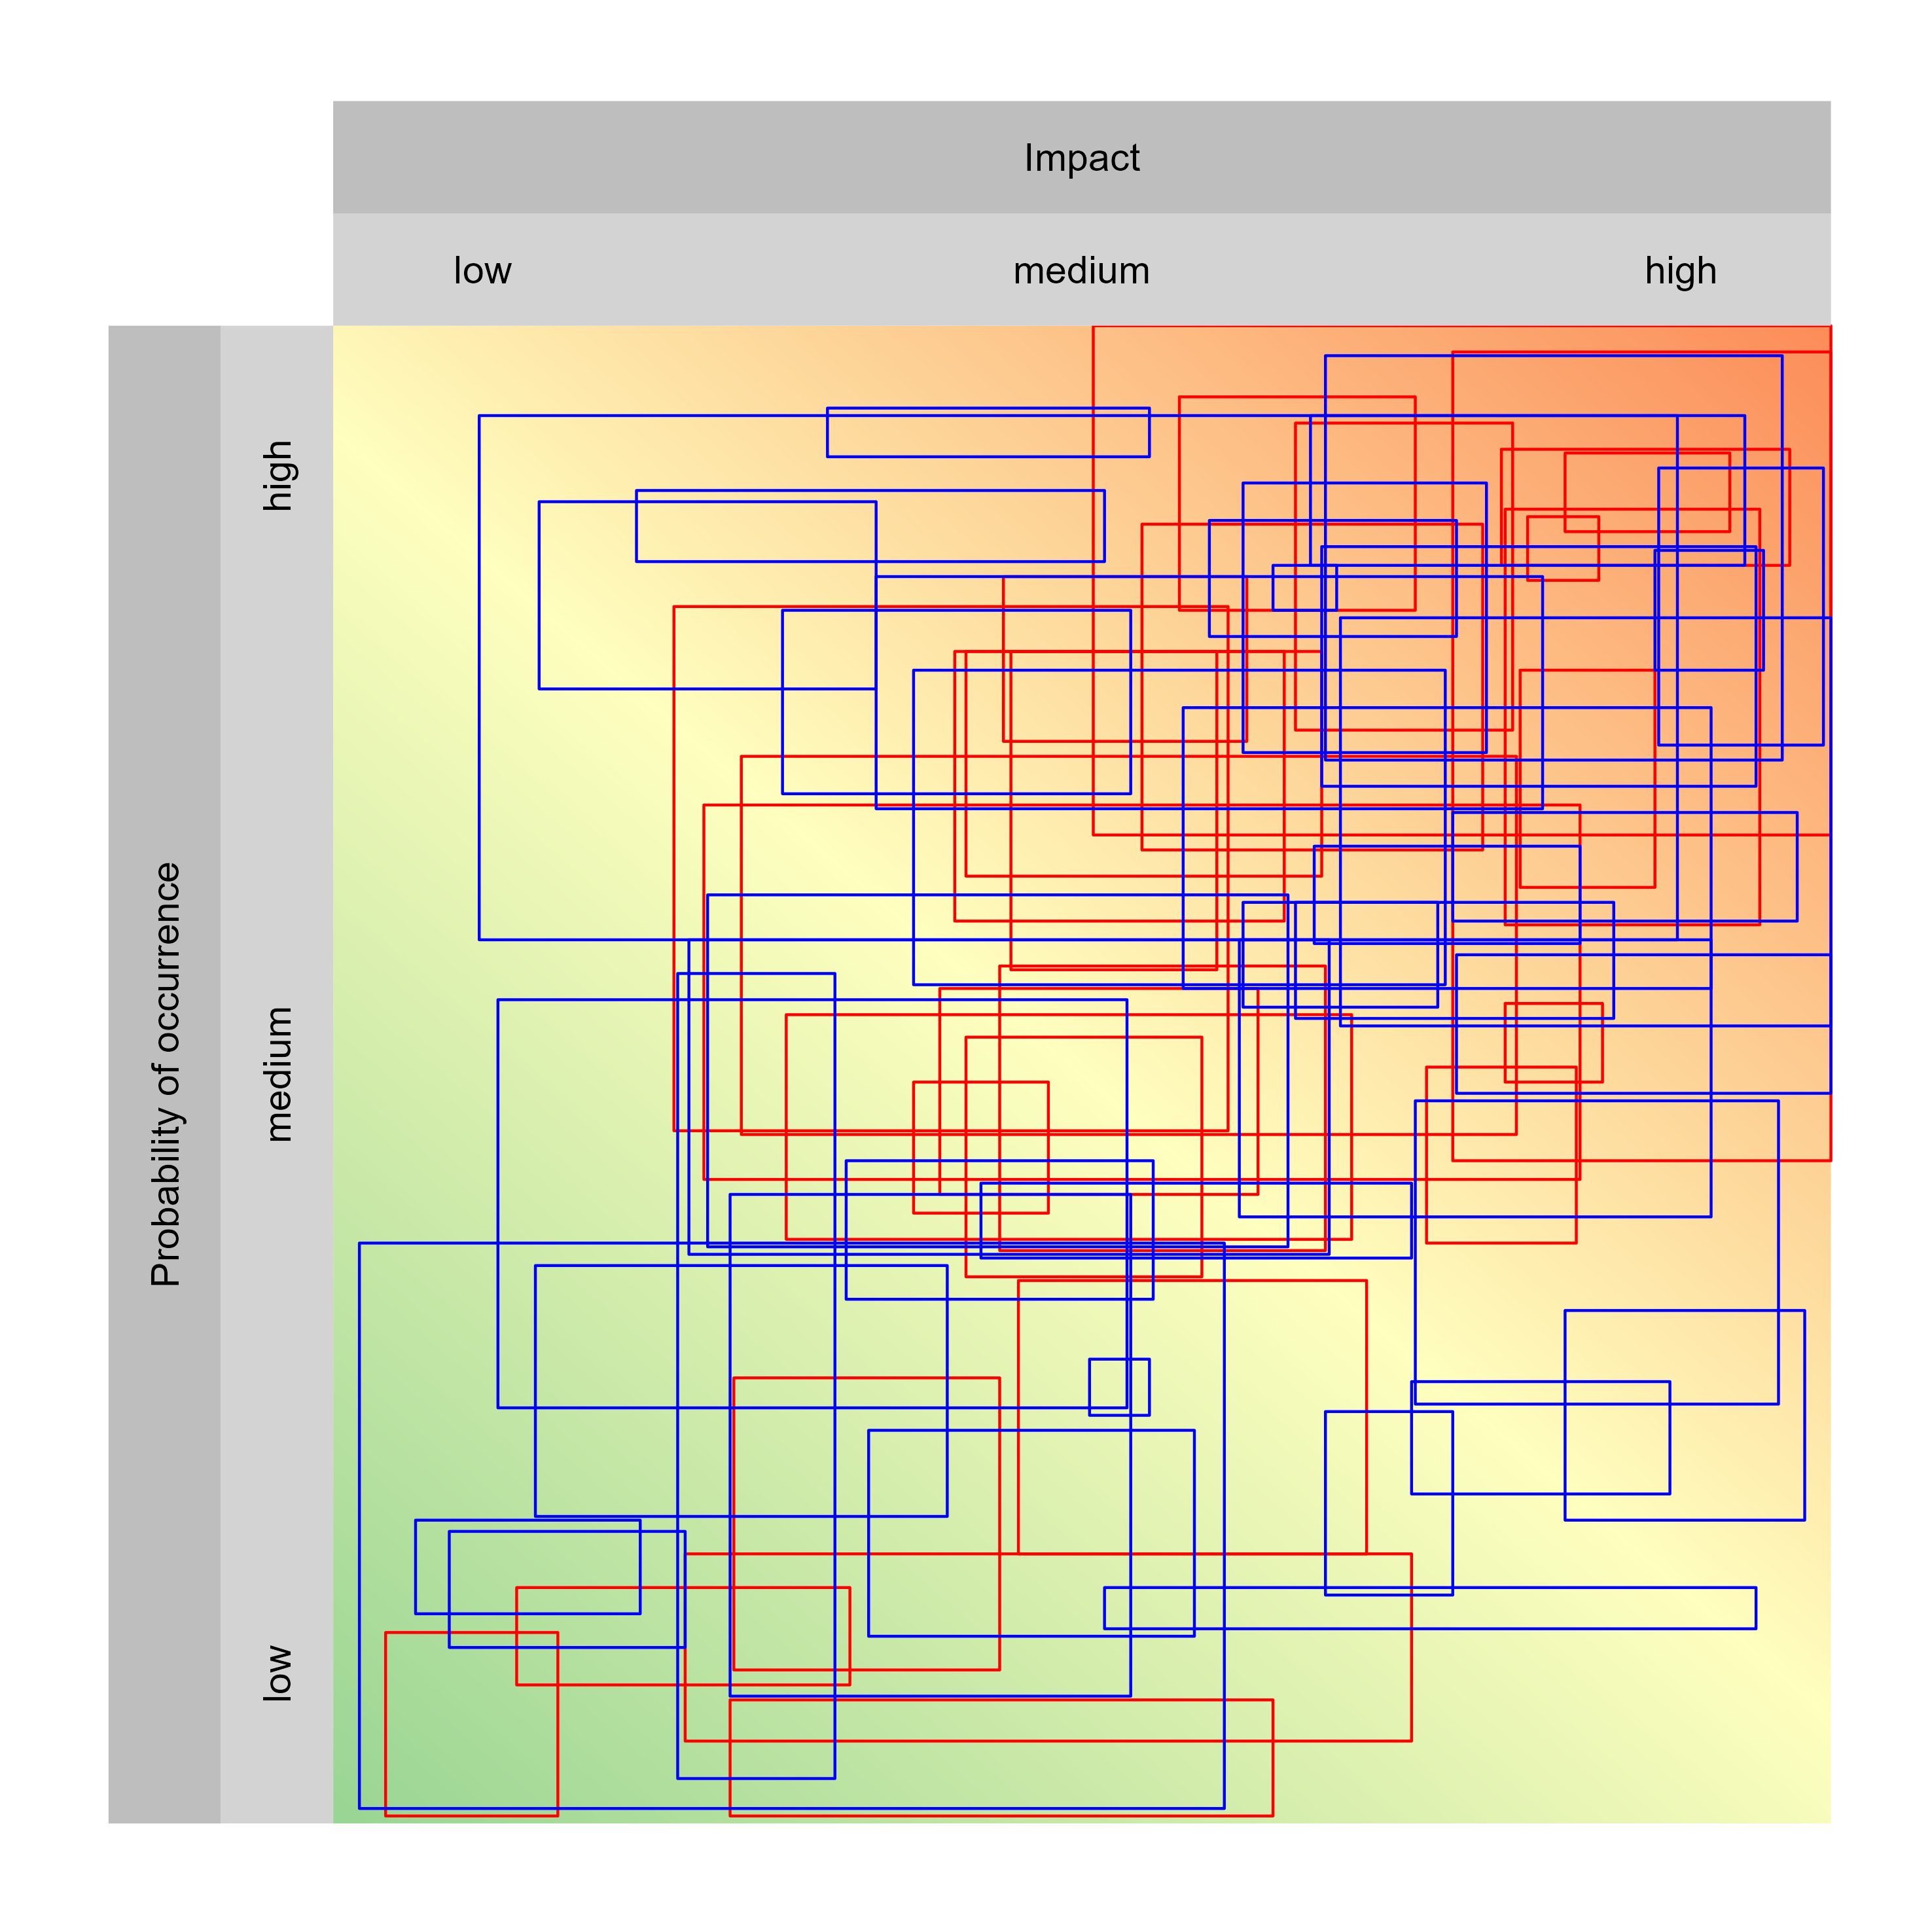 Impact
low medium high
Probability of occurrence
high
medium
low